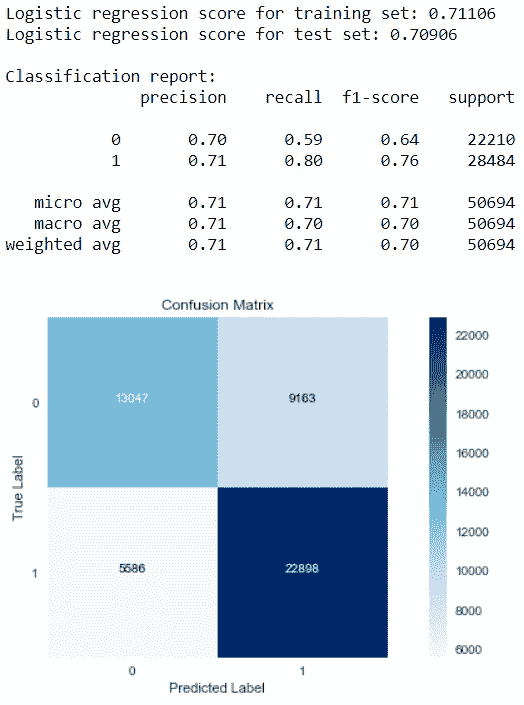 Logistic regression score for training set: 0.71106
Logistic regression score for test set: 0.70906
Classification report:
precision recall f1-score support
0 0.70 0.59 0.64 22210
1 0.71 0.80 0.76 28484
micro avg 0.71 0.71 0.71 50694
macro avg 0.71 0.70 0.70 50694
weighted avg 0.71 0.71 0.70 50694
Confusion Matrix
22000
20000
18000
16000
14000
12000
10000
8000
6000
True Label
0
13047
9163
1
5586
22898
0 1
Predicted Label